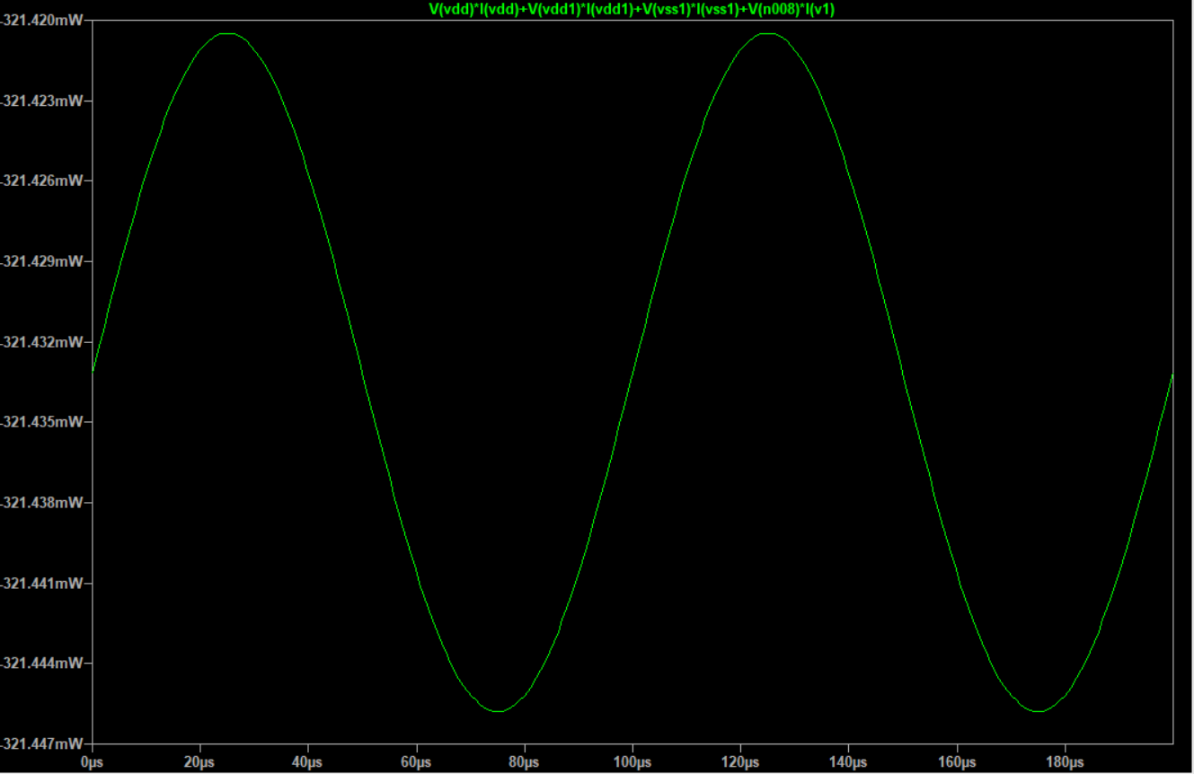 V(vdd)*I(vdd)+V(vdd1)*I(vdd1)+V(vss1)*I(vss1)+V(n008)*I(v1)
-321.420mW
-321.423mW
-321.426mW
-321.429mW
-321.432mW
-321.435mW
-321.438mW
-321.441mW
-321.444mW
-321.447mW
0µs 20µs 40µs 60µs 80µs 100µs 120µs 140µs 160µs 180µs